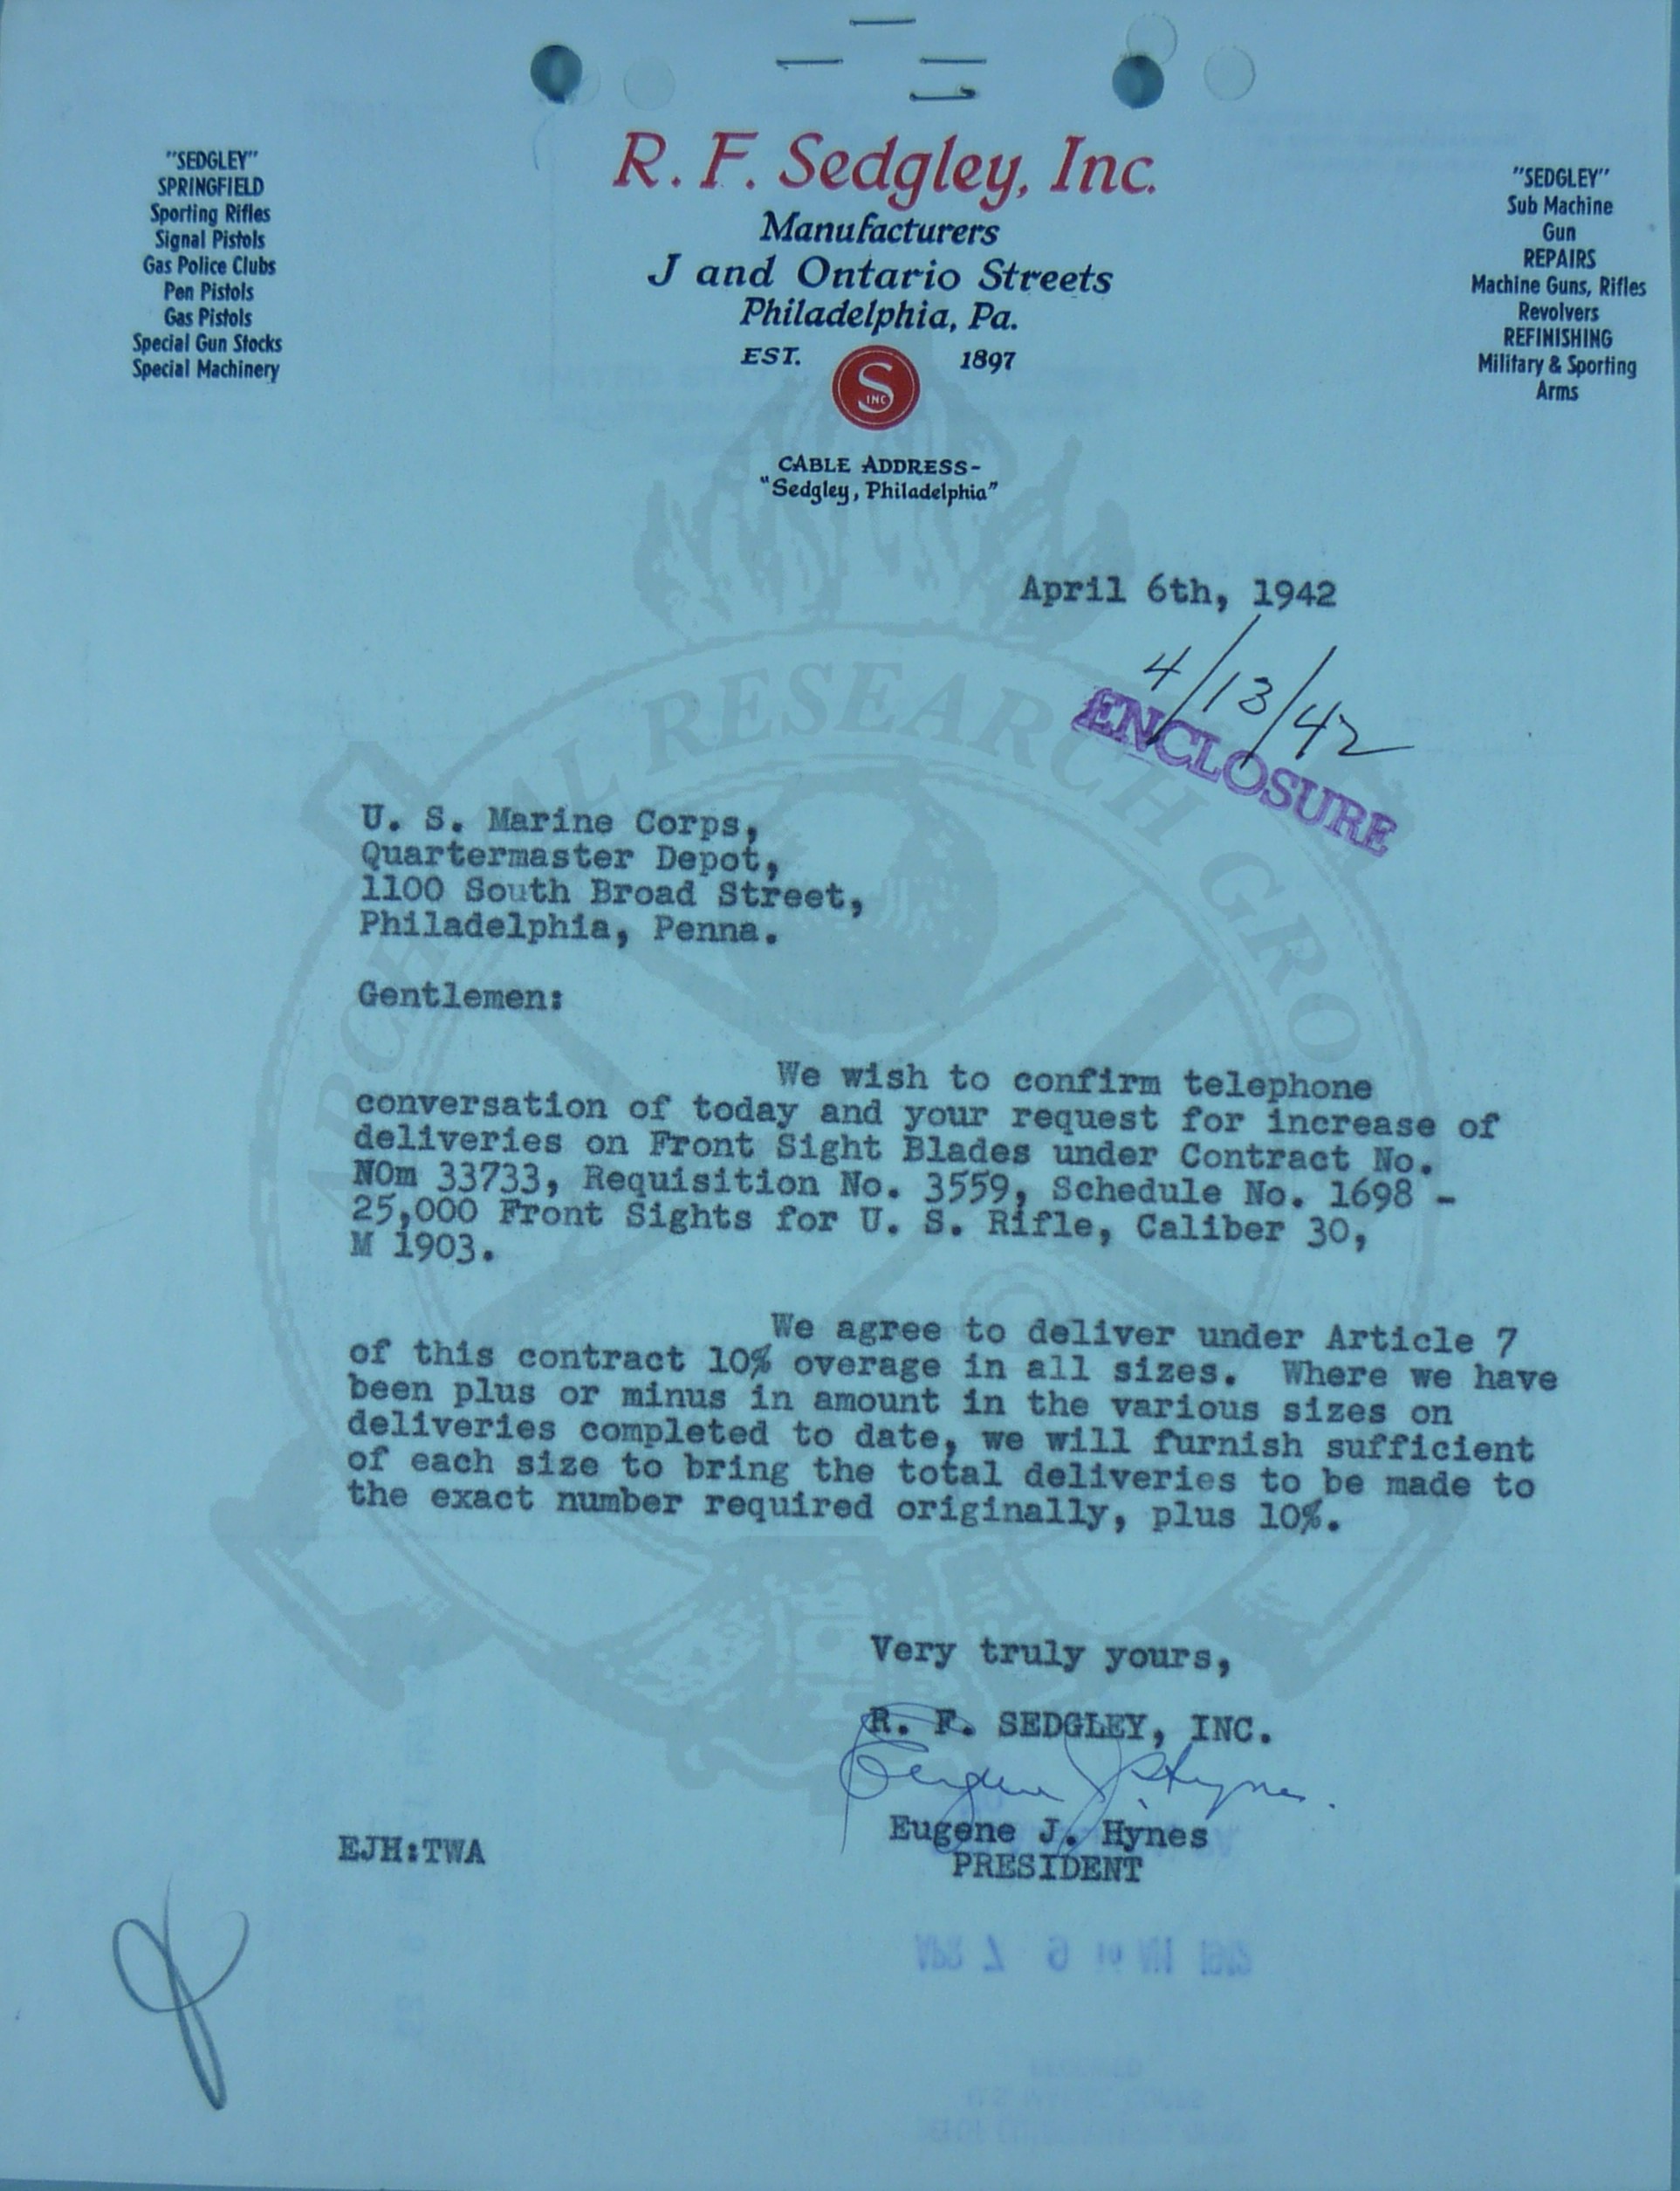 "SEDGLEY"
SPRINGFIELD
Sporting Rifles
Signal Pistols
Gas Police Clubs
Pen Pistols
Gas Pistols
Special Gun Stocks
Special Machinery
R. F. Sedgley, Inc.
Manufacturers
J and Ontario Streets
Philadelphia, Pa.
EST. 1897
S
INC
CABLE ADDRESS-
"Sedgley, Philadelphia"
"SEDGLEY"
Sub Machine
Gun
REPAIRS
Machine Guns, Rifles
Revolvers
REFINISHING
Military & Sporting
Arms
April 6th, 1942
4/13/42
ENCLOSURE
U. S. Marine Corps,
Quartermaster Depot,
1100 South Broad Street,
Philadelphia, Penna.
Gentlemen:
We wish to confirm telephone
conversation of today and your request for increase of
deliveries on Front Sight Blades under Contract No.
NOm 33733, Requisition No. 3559, Schedule No. 1698 -
25,000 Front Sights for U. S. Rifle, Caliber 30,
M 1903.
We agree to deliver under Article 7
of this contract 10% overage in all sizes. Where we have
been plus or minus in amount in the various sizes on
deliveries completed to date, we will furnish sufficient
of each size to bring the total deliveries to be made to
the exact number required originally, plus 10%.
Very truly yours,
R. F. SEDGLEY, INC.
Eugene J. Hynes
Eugene J. Hynes
PRESIDENT
EJH:TWA
RESEARCH GRO